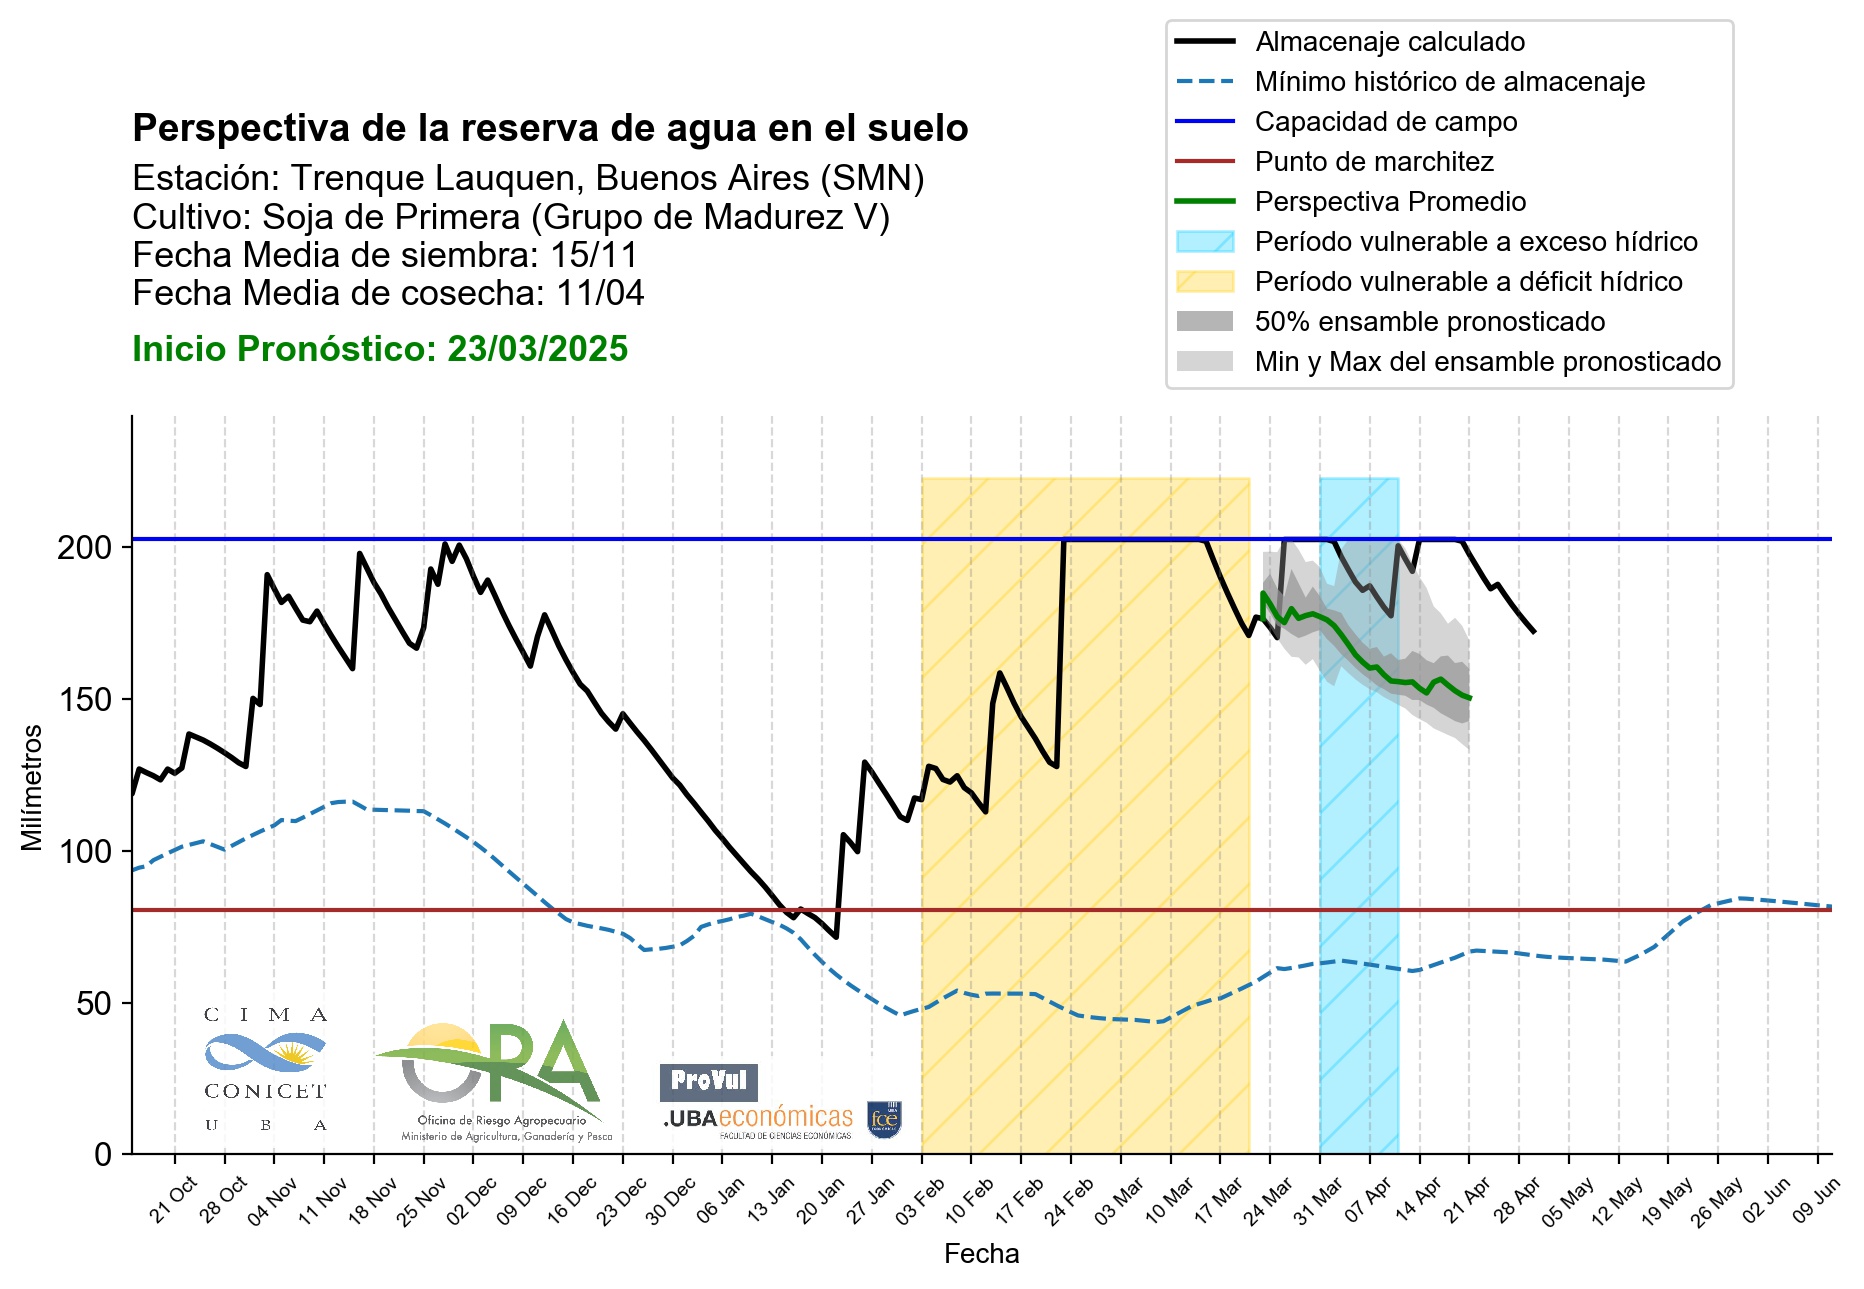 Almacenaje calculado
Mínimo histórico de almacenaje
Capacidad de campo
Punto de marchitez
Perspectiva Promedio
Período vulnerable a exceso hídrico
Período vulnerable a déficit hídrico
50% ensamble pronosticado
Min y Max del ensamble pronosticado
Perspectiva de la reserva de agua en el suelo
Estación: Trenque Lauquen, Buenos Aires (SMN)
Cultivo: Soja de Primera (Grupo de Madurez V)
Fecha Media de siembra: 15/11
Fecha Media de cosecha: 11/04
Inicio Pronóstico: 23/03/2025
Milímetros
200
150
100
50
0
CIMA
CONICET
UBA
ORA
Oficina de Riesgo Agropecuario
Ministerio de Agricultura, Ganadería y Pesca
ProVul
.UBAeconómicas
FACULTAD DE CIENCIAS ECONÓMICAS
UBA
fce
ECONÓMICAS
21 Oct
28 Oct
04 Nov
11 Nov
18 Nov
25 Nov
02 Dec
09 Dec
16 Dec
23 Dec
30 Dec
06 Jan
13 Jan
20 Jan
27 Jan
03 Feb
10 Feb
17 Feb
24 Feb
03 Mar
10 Mar
17 Mar
24 Mar
31 Mar
07 Apr
14 Apr
21 Apr
28 Apr
05 May
12 May
19 May
26 May
02 Jun
09 Jun
Fecha